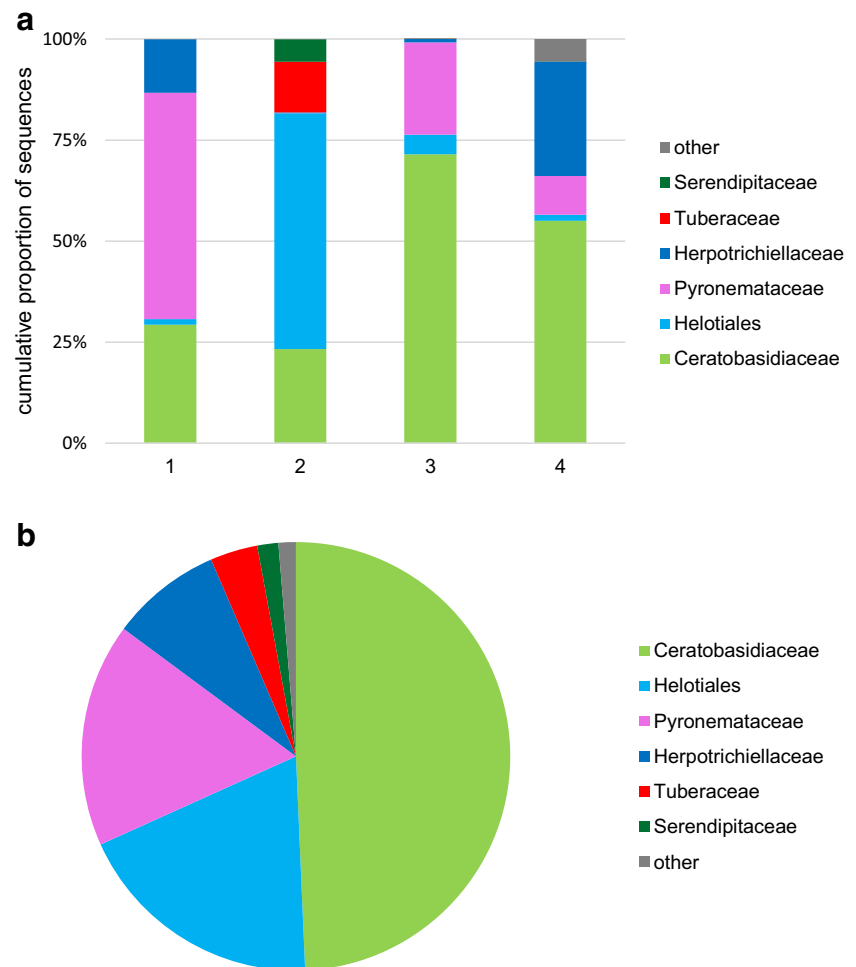 a
100%
75%
50%
25%
0%
cumulative proportion of sequences
1 2 3 4
other
Serendipitaceae
Tuberaceae
Herpotrichiellaceae
Pyronemataceae
Helotiales
Ceratobasidiaceae
b
Ceratobasidiaceae
Helotiales
Pyronemataceae
Herpotrichiellaceae
Tuberaceae
Serendipitaceae
other